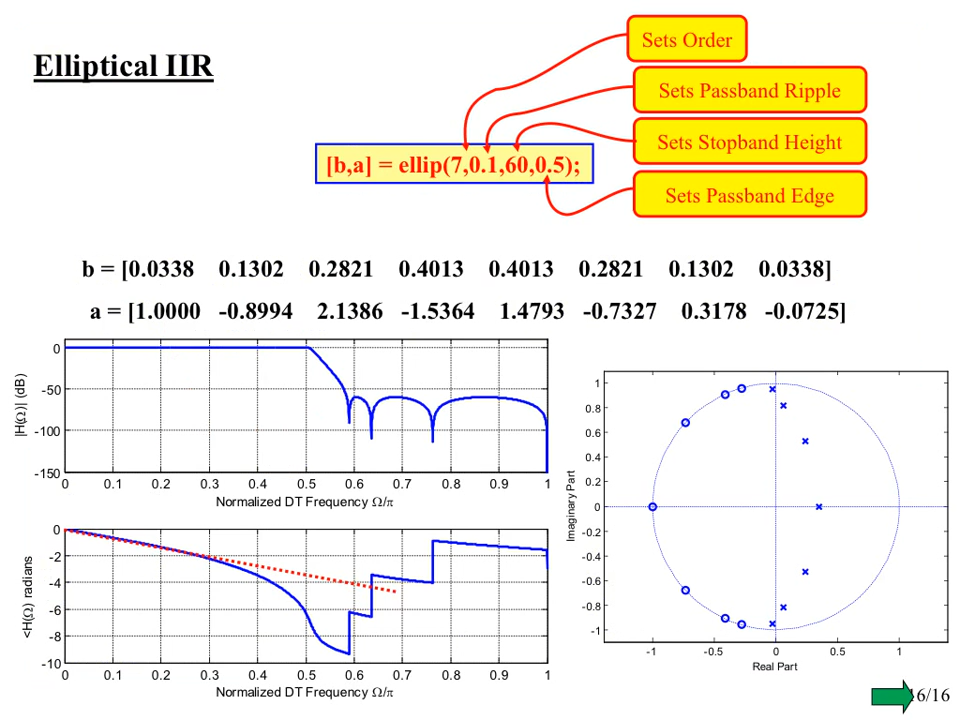 Elliptical IIR
Sets Order
Sets Passband Ripple
Sets Stopband Height
Sets Passband Edge
[b,a] = ellip(7,0.1,60,0.5);
b = [0.0338 0.1302 0.2821 0.4013 0.4013 0.2821 0.1302 0.0338]
a = [1.0000 -0.8994 2.1386 -1.5364 1.4793 -0.7327 0.3178 -0.0725]
|H(Ω)| (dB)
0
-50
-100
-150
0 0.1 0.2 0.3 0.4 0.5 0.6 0.7 0.8 0.9 1
Normalized DT Frequency Ω/π
<H(Ω) radians
0
-2
-4
-6
-8
-10
0 0.1 0.2 0.3 0.4 0.5 0.6 0.7 0.8 0.9 1
Normalized DT Frequency Ω/π
Imaginary Part
1
0.8
0.6
0.4
0.2
0
-0.2
-0.4
-0.6
-0.8
-1
-1 -0.5 0 0.5 1
Real Part
16/16